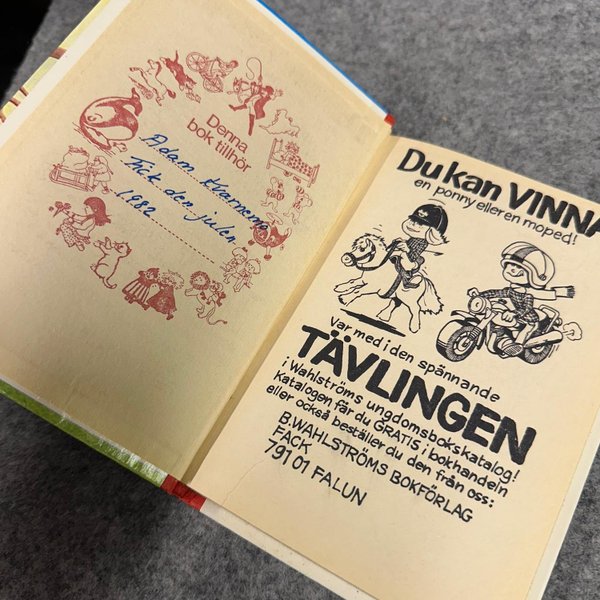 Denna
bok tillhör
Adam Kvarnemo
Fick den julen
1982
Du kan VINNA
en ponny eller en moped!
Var med i den spännande
TÄVLINGEN
i Wahlströms ungdomsbokskatalog!
Katalogen får du GRATIS i bokhandeln
eller också beställer du den från oss:
B.WAHLSTRÖMS BOKFÖRLAG
FACK
791 01 FALUN